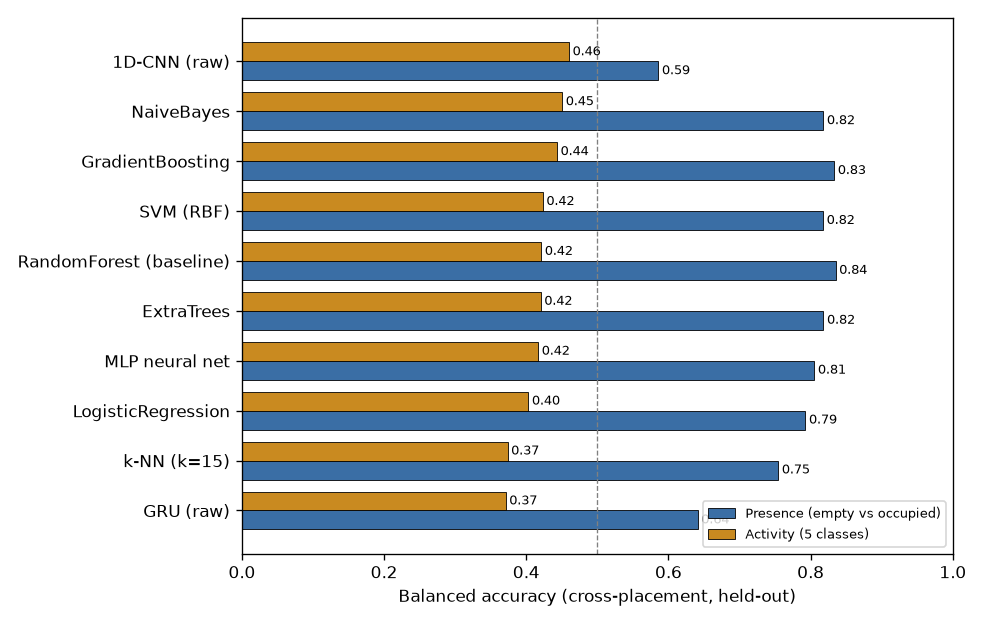 1D-CNN (raw)
0.46
0.59
NaiveBayes
0.45
0.82
GradientBoosting
0.44
0.83
SVM (RBF)
0.42
0.82
RandomForest (baseline)
0.42
0.84
ExtraTrees
0.42
0.82
MLP neural net
0.42
0.81
LogisticRegression
0.40
0.79
k-NN (k=15)
0.37
0.75
GRU (raw)
0.37
0.64
Presence (empty vs occupied)
Activity (5 classes)
0.0 0.2 0.4 0.6 0.8 1.0
Balanced accuracy (cross-placement, held-out)